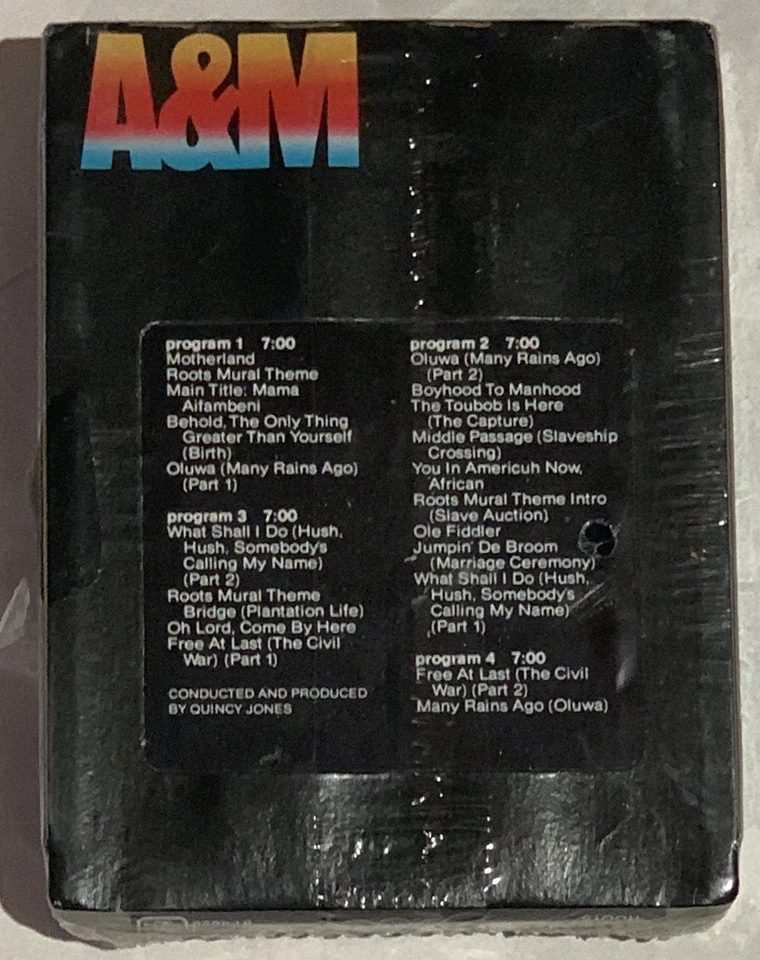 A&M
program 1 7:00
Motherland
Roots Mural Theme
Main Title: Mama
Aifambeni
Behold, The Only Thing
Greater Than Yourself
(Birth)
Oluwa (Many Rains Ago)
(Part 1)
program 3 7:00
What Shall I Do (Hush,
Hush, Somebody's
Calling My Name)
(Part 2)
Roots Mural Theme
Bridge (Plantation Life)
Oh Lord, Come By Here
Free At Last (The Civil
War) (Part 1)
CONDUCTED AND PRODUCED
BY QUINCY JONES
program 2 7:00
Oluwa (Many Rains Ago)
(Part 2)
Boyhood To Manhood
The Toubob Is Here
(The Capture)
Middle Passage (Slaveship
Crossing)
You In Americuh Now,
African
Roots Mural Theme Intro
(Slave Auction)
Ole Fiddler
Jumpin' De Broom
(Marriage Ceremony)
What Shall I Do (Hush,
Hush, Somebody's
Calling My Name)
(Part 1)
program 4 7:00
Free At Last (The Civil
War) (Part 2)
Many Rains Ago (Oluwa)